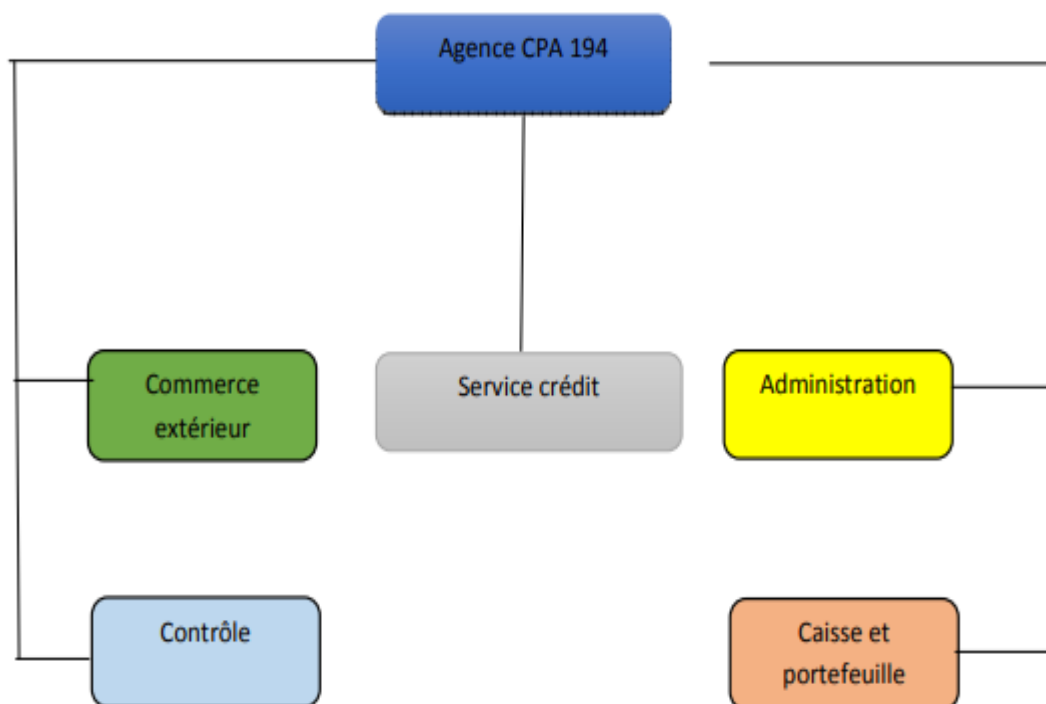 Agence CPA 194
Commerce
extérieur
Service crédit
Administration
Contrôle
Caisse et
portefeuille